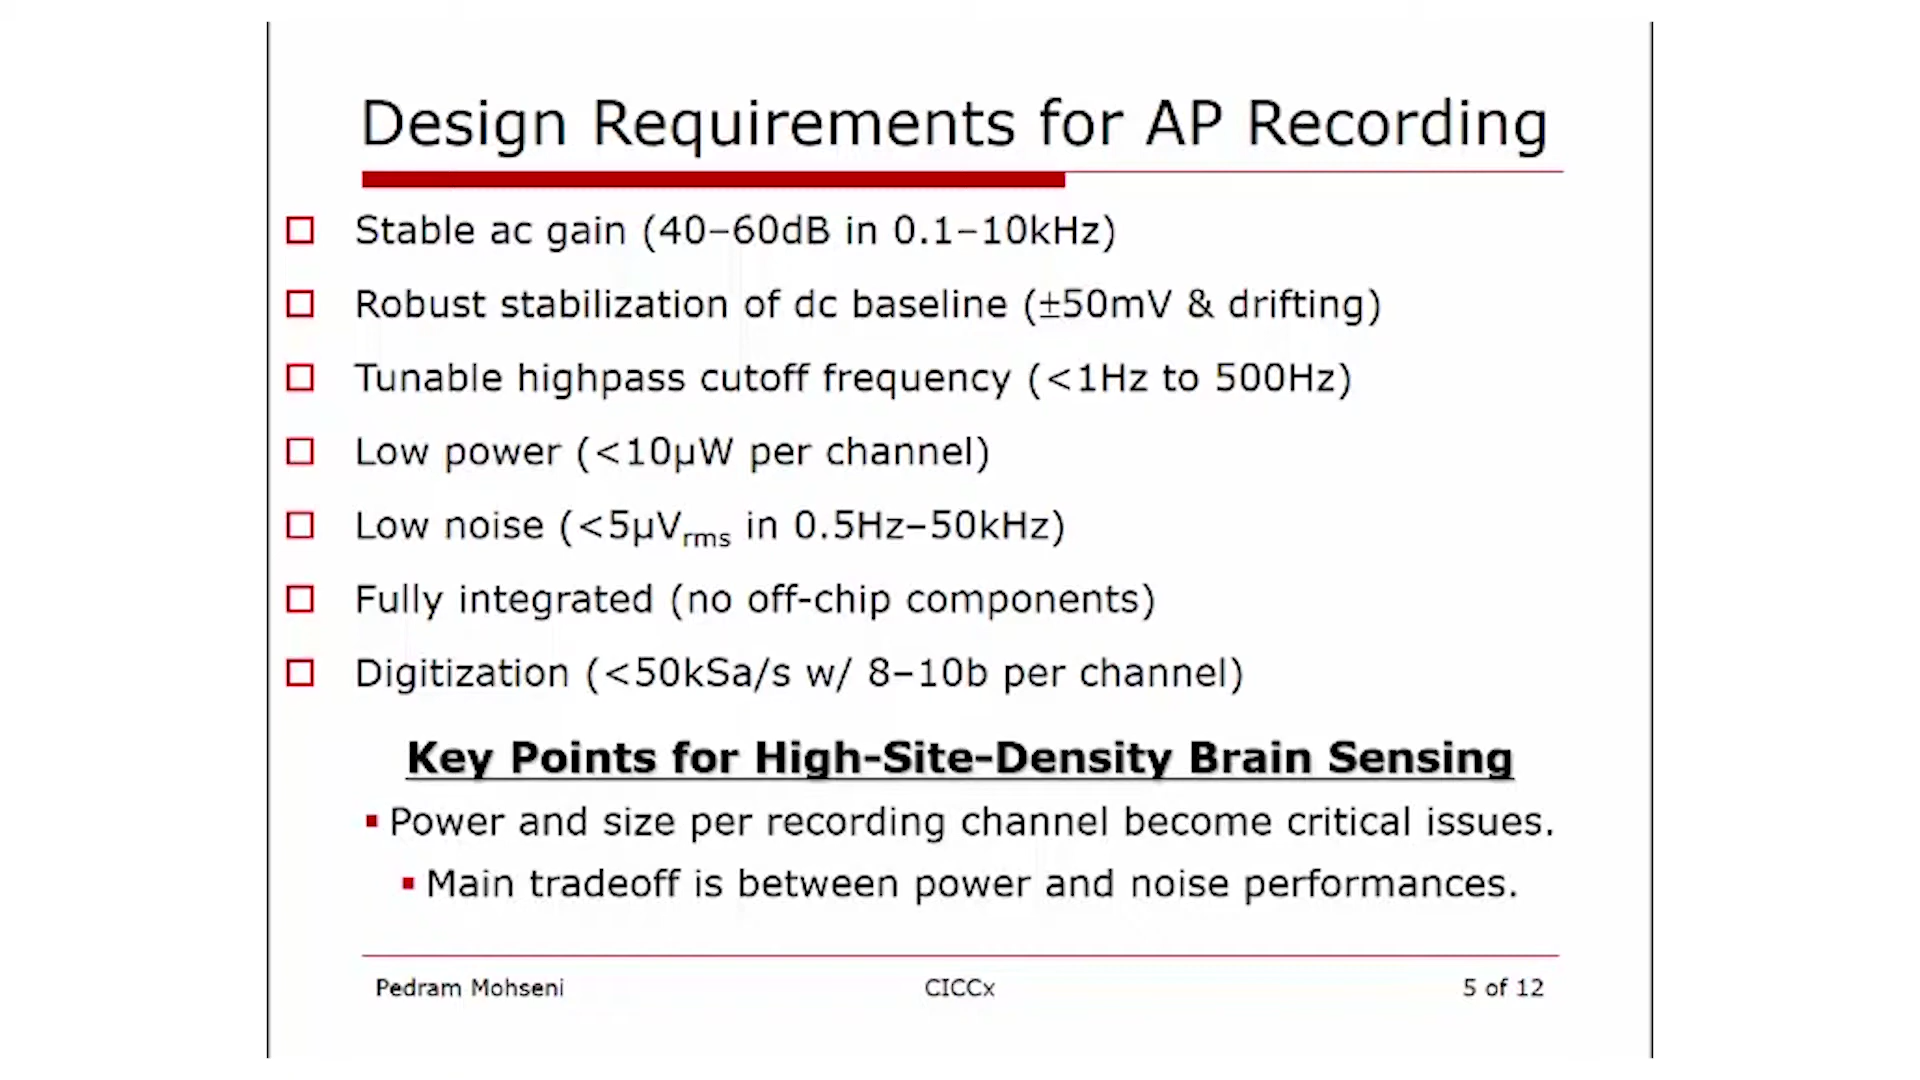 Design Requirements for AP Recording
Stable ac gain (40–60dB in 0.1–10kHz)
Robust stabilization of dc baseline (±50mV & drifting)
Tunable highpass cutoff frequency (<1Hz to 500Hz)
Low power (<10µW per channel)
Low noise (<5µVrms in 0.5Hz–50kHz)
Fully integrated (no off-chip components)
Digitization (<50kSa/s w/ 8–10b per channel)
Key Points for High-Site-Density Brain Sensing
Power and size per recording channel become critical issues.
Main tradeoff is between power and noise performances.
Pedram Mohseni CICCx 5 of 12